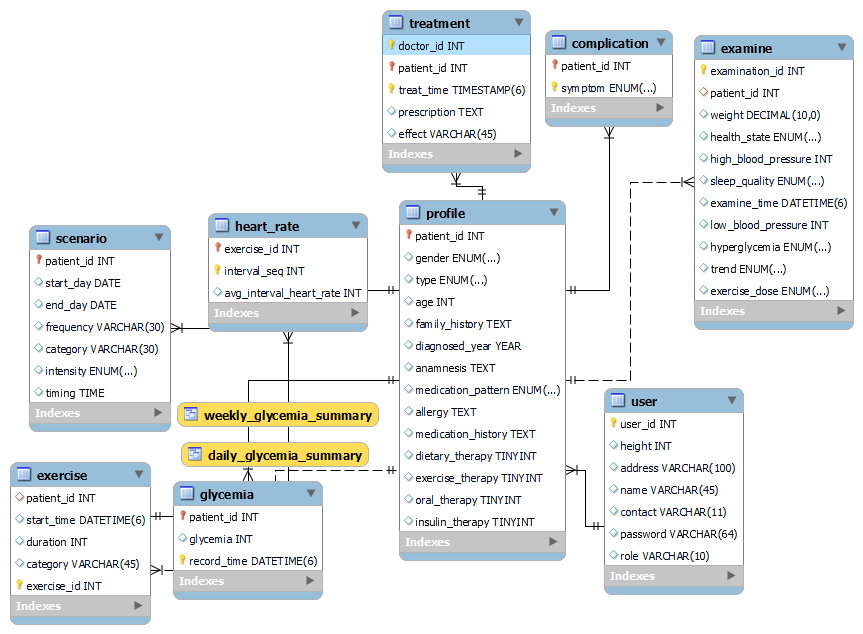 treatment
doctor_id INT
patient_id INT
treat_time TIMESTAMP(6)
prescription TEXT
effect VARCHAR(45)
Indexes
complication
patient_id INT
symptom ENUM(...)
Indexes
examine
examination_id INT
patient_id INT
weight DECIMAL(10,0)
health_state ENUM(...)
high_blood_pressure INT
sleep_quality ENUM(...)
examine_time DATETIME(6)
low_blood_pressure INT
hyperglycemia ENUM(...)
trend ENUM(...)
exercise_dose ENUM(...)
Indexes
profile
patient_id INT
gender ENUM(...)
type ENUM(...)
age INT
family_history TEXT
diagnosed_year YEAR
anamnesis TEXT
medication_pattern ENUM(...)
allergy TEXT
medication_history TEXT
dietary_therapy TINYINT
exercise_therapy TINYINT
oral_therapy TINYINT
insulin_therapy TINYINT
Indexes
heart_rate
exercise_id INT
interval_seq INT
avg_interval_heart_rate INT
Indexes
scenario
patient_id INT
start_day DATE
end_day DATE
frequency VARCHAR(30)
category VARCHAR(30)
intensity ENUM(...)
timing TIME
Indexes
weekly_glycemia_summary
daily_glycemia_summary
user
user_id INT
height INT
address VARCHAR(100)
name VARCHAR(45)
contact VARCHAR(11)
password VARCHAR(64)
role VARCHAR(10)
Indexes
exercise
patient_id INT
start_time DATETIME(6)
duration INT
category VARCHAR(45)
exercise_id INT
Indexes
glycemia
patient_id INT
glycemia INT
record_time DATETIME(6)
Indexes